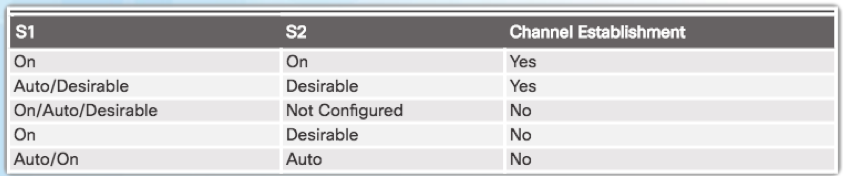 S1 S2 Channel Establishment
On On Yes
Auto/Desirable Desirable Yes
On/Auto/Desirable Not Configured No
On Desirable No
Auto/On Auto No